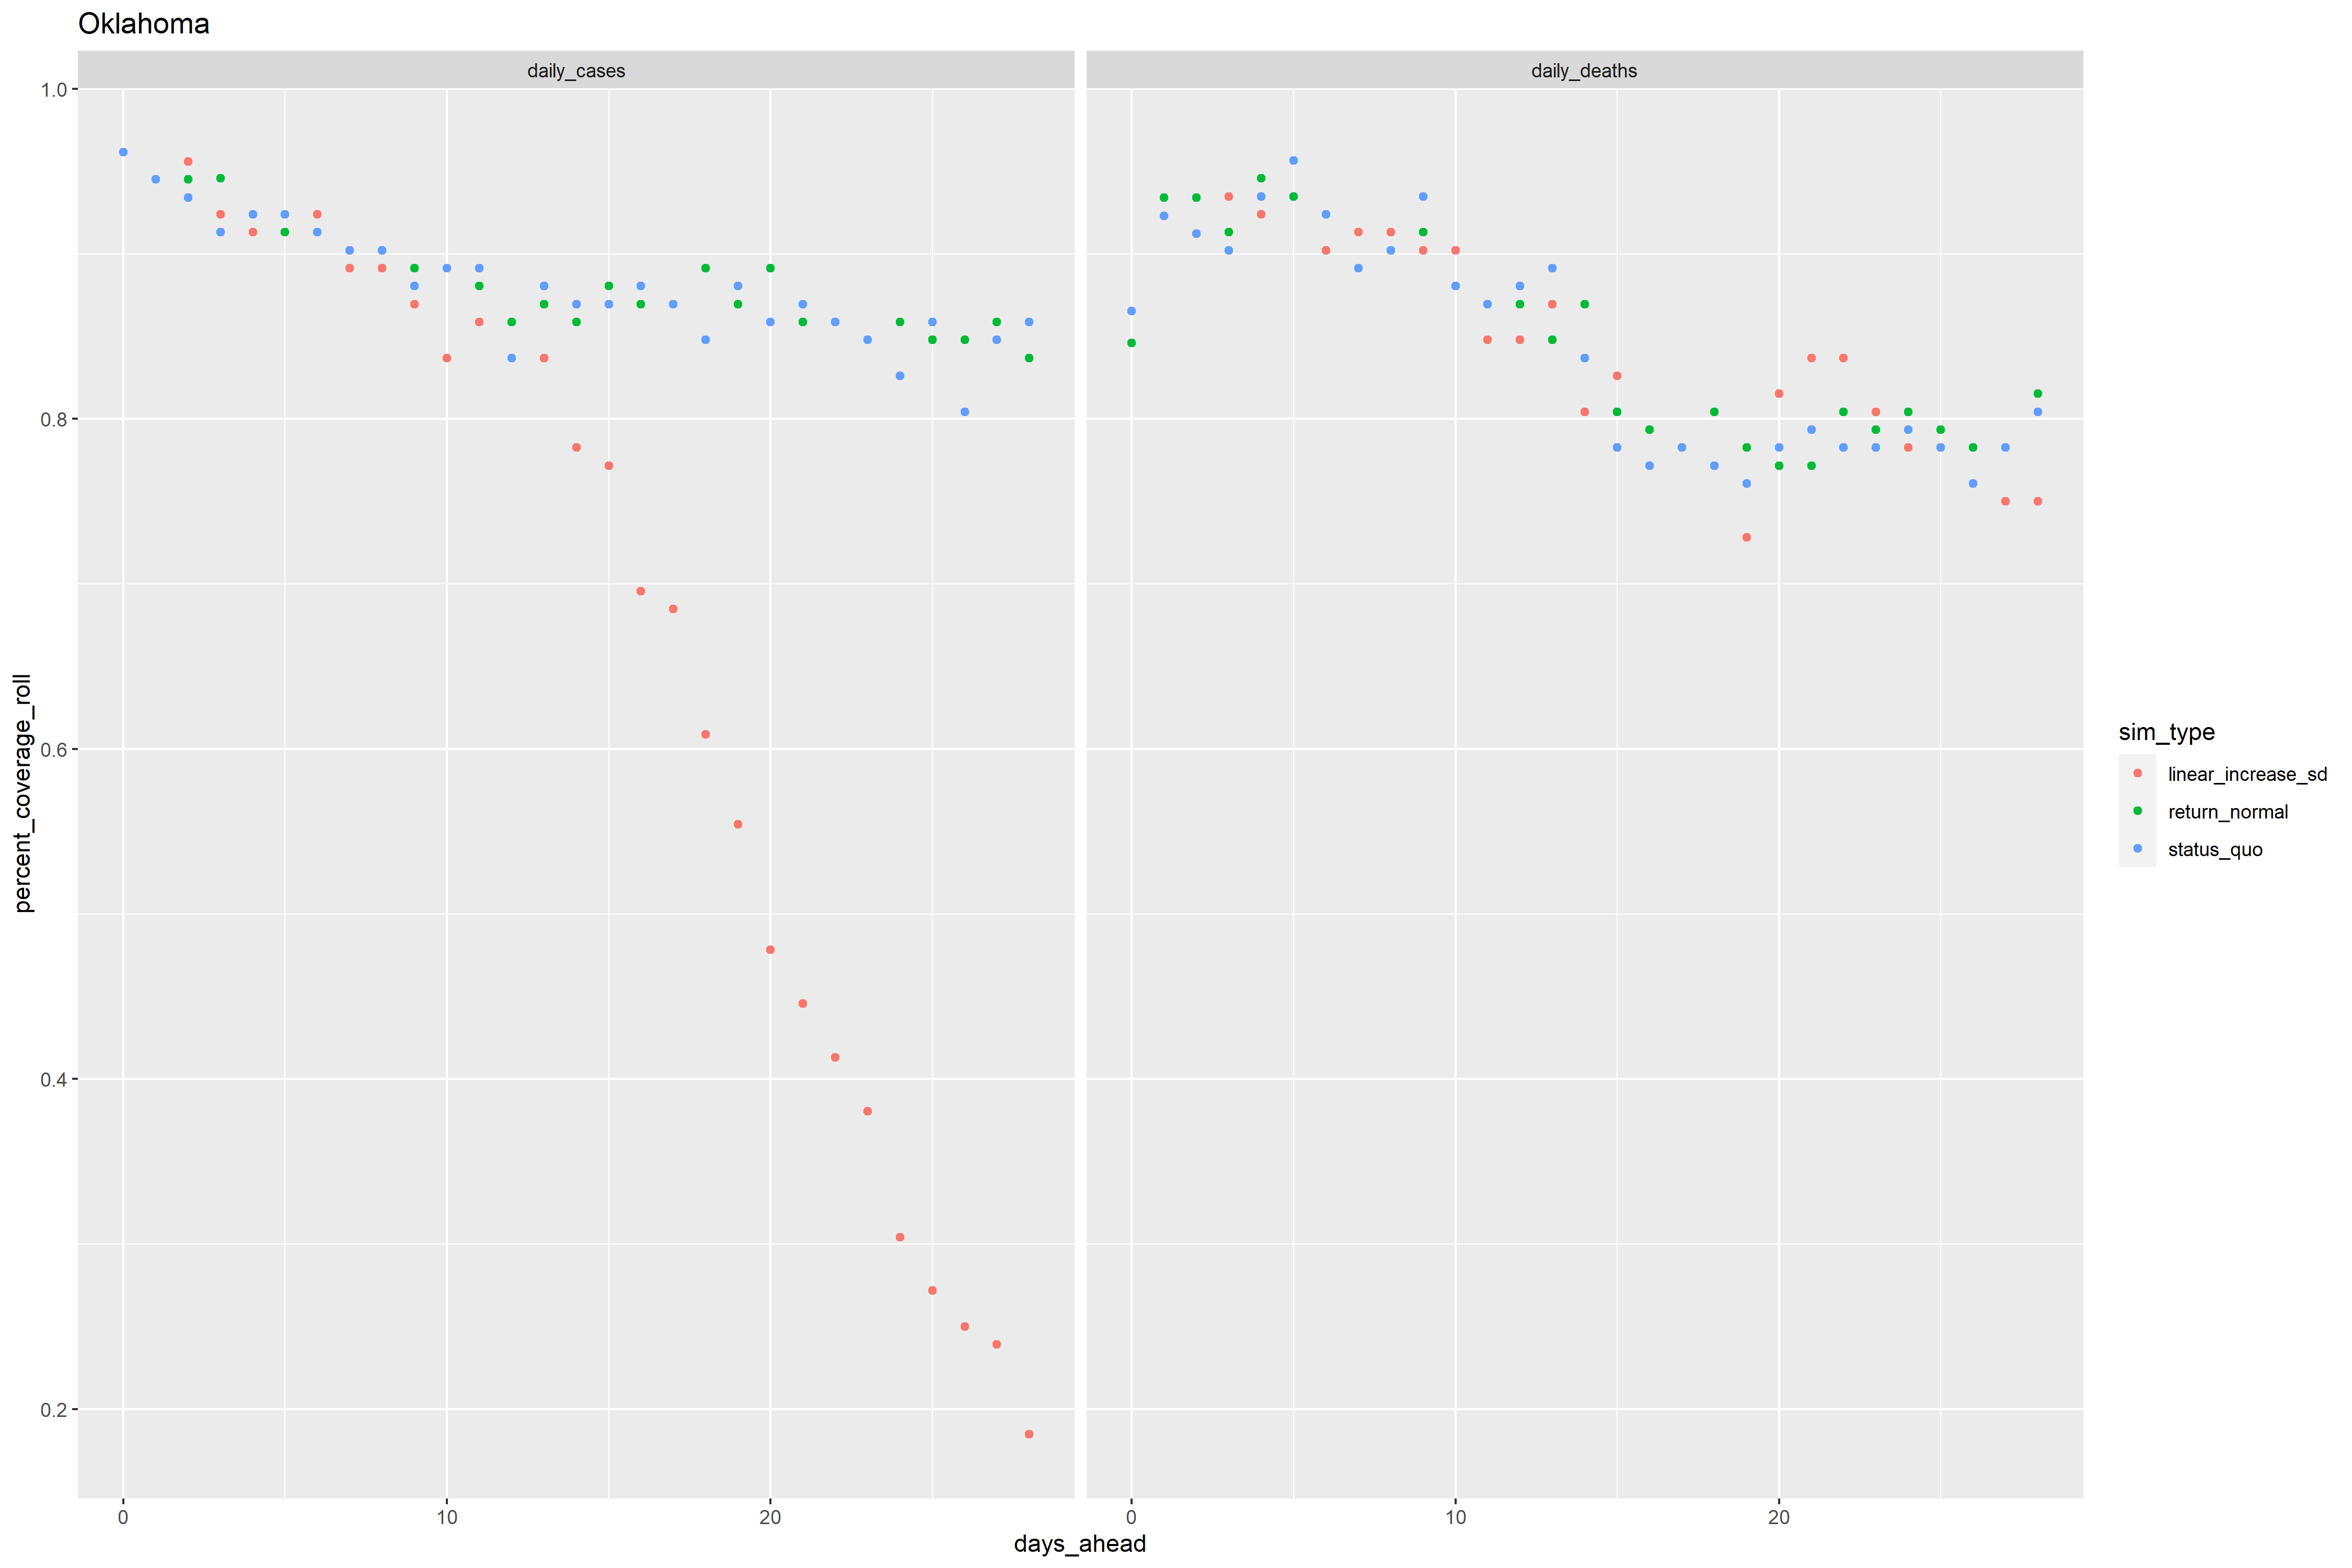 Oklahoma
daily_cases
daily_deaths
1.0
0.8
0.6
0.4
0.2
percent_coverage_roll
0
10
20
0
10
20
days_ahead
sim_type
linear_increase_sd
return_normal
status_quo